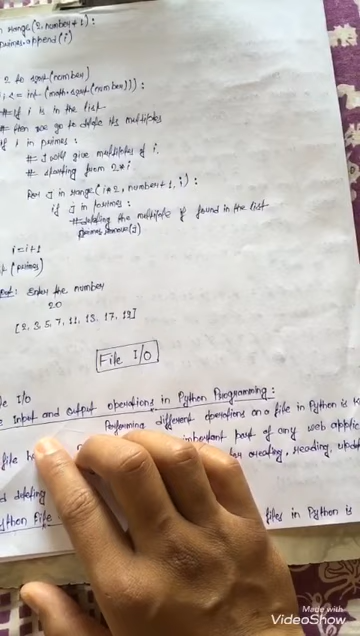 n range(2, number+1):
primes.append(i)
2 to sqrt(number)
i <= int(math.sqrt(number)):
#=If i is in the list
#= then we go to delete its multiples
if i in primes:
#= J will give multiples of i.
#= starting from 2*i
For J in range(i*2, number+1, i):
if J in primes:
#deleting the multiple if found in the list
primes.remove(J)
i=i+1
(primes)
Enter the number
20
[2, 3, 5, 7, 11, 13, 17, 19]
File I/O
le I/O
Input and output operations in Python Programming:
Performing different operations on a file in Python is
file important part of any web applic
creating, reading, upda
d deleting
ython File files in Python is
Made with
VideoShow